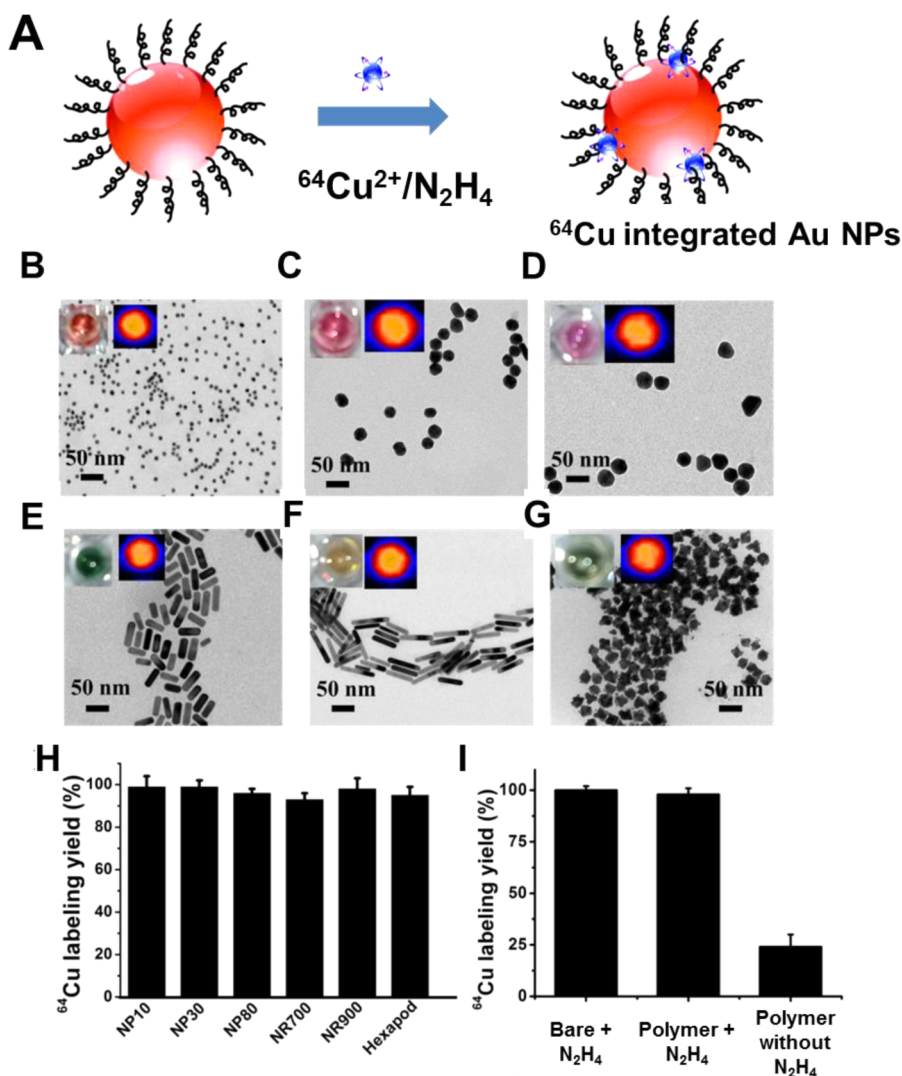 A
⁶⁴Cu²⁺/N₂H₄
⁶⁴Cu integrated Au NPs
B
C
D
50 nm
50 nm
50 nm
E
F
G
50 nm
50 nm
50 nm
H
⁶⁴Cu labeling yield (%)
100
80
60
40
20
0
NP10
NP30
NP80
NR700
NR900
Hexapod
I
⁶⁴Cu labeling yield (%)
100
75
50
25
0
Bare +
N₂H₄
Polymer +
N₂H₄
Polymer
without
N₂H₄